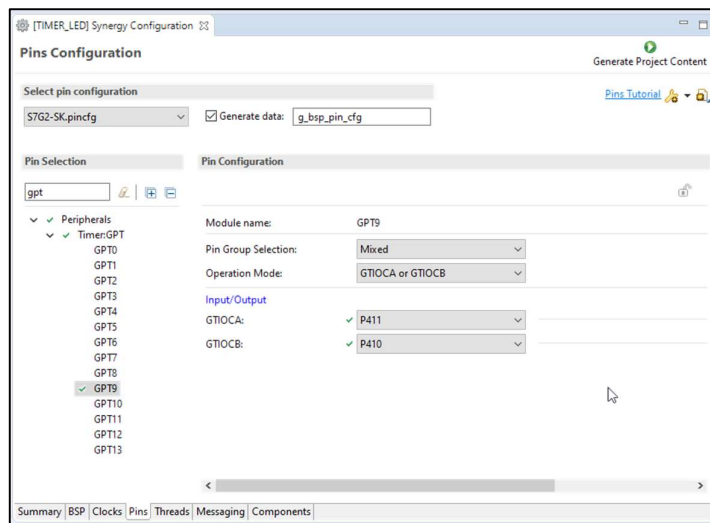 [TIMER_LED] Synergy Configuration
Pins Configuration
Generate Project Content
Select pin configuration
Pins Tutorial
S7G2-SK.pincfg
Generate data: g_bsp_pin_cfg
Pin Selection
Pin Configuration
gpt
Peripherals
Timer:GPT
GPT0
GPT1
GPT2
GPT3
GPT4
GPT5
GPT6
GPT7
GPT8
GPT9
GPT10
GPT11
GPT12
GPT13
Module name: GPT9
Pin Group Selection: Mixed
Operation Mode: GTIOCA or GTIOCB
Input/Output
GTIOCA: P411
GTIOCB: P410
Summary BSP Clocks Pins Threads Messaging Components